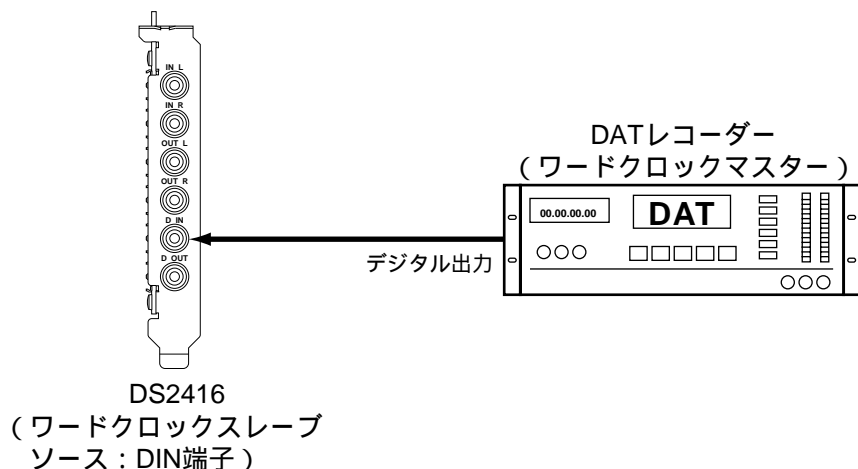 IN L
IN R
OUT L
OUT R
D IN
D OUT
DATレコーダー
（ワードクロックマスター）
00.00.00.00
DAT
デジタル出力
DS2416
（ワードクロックスレーブ
ソース：DIN端子）